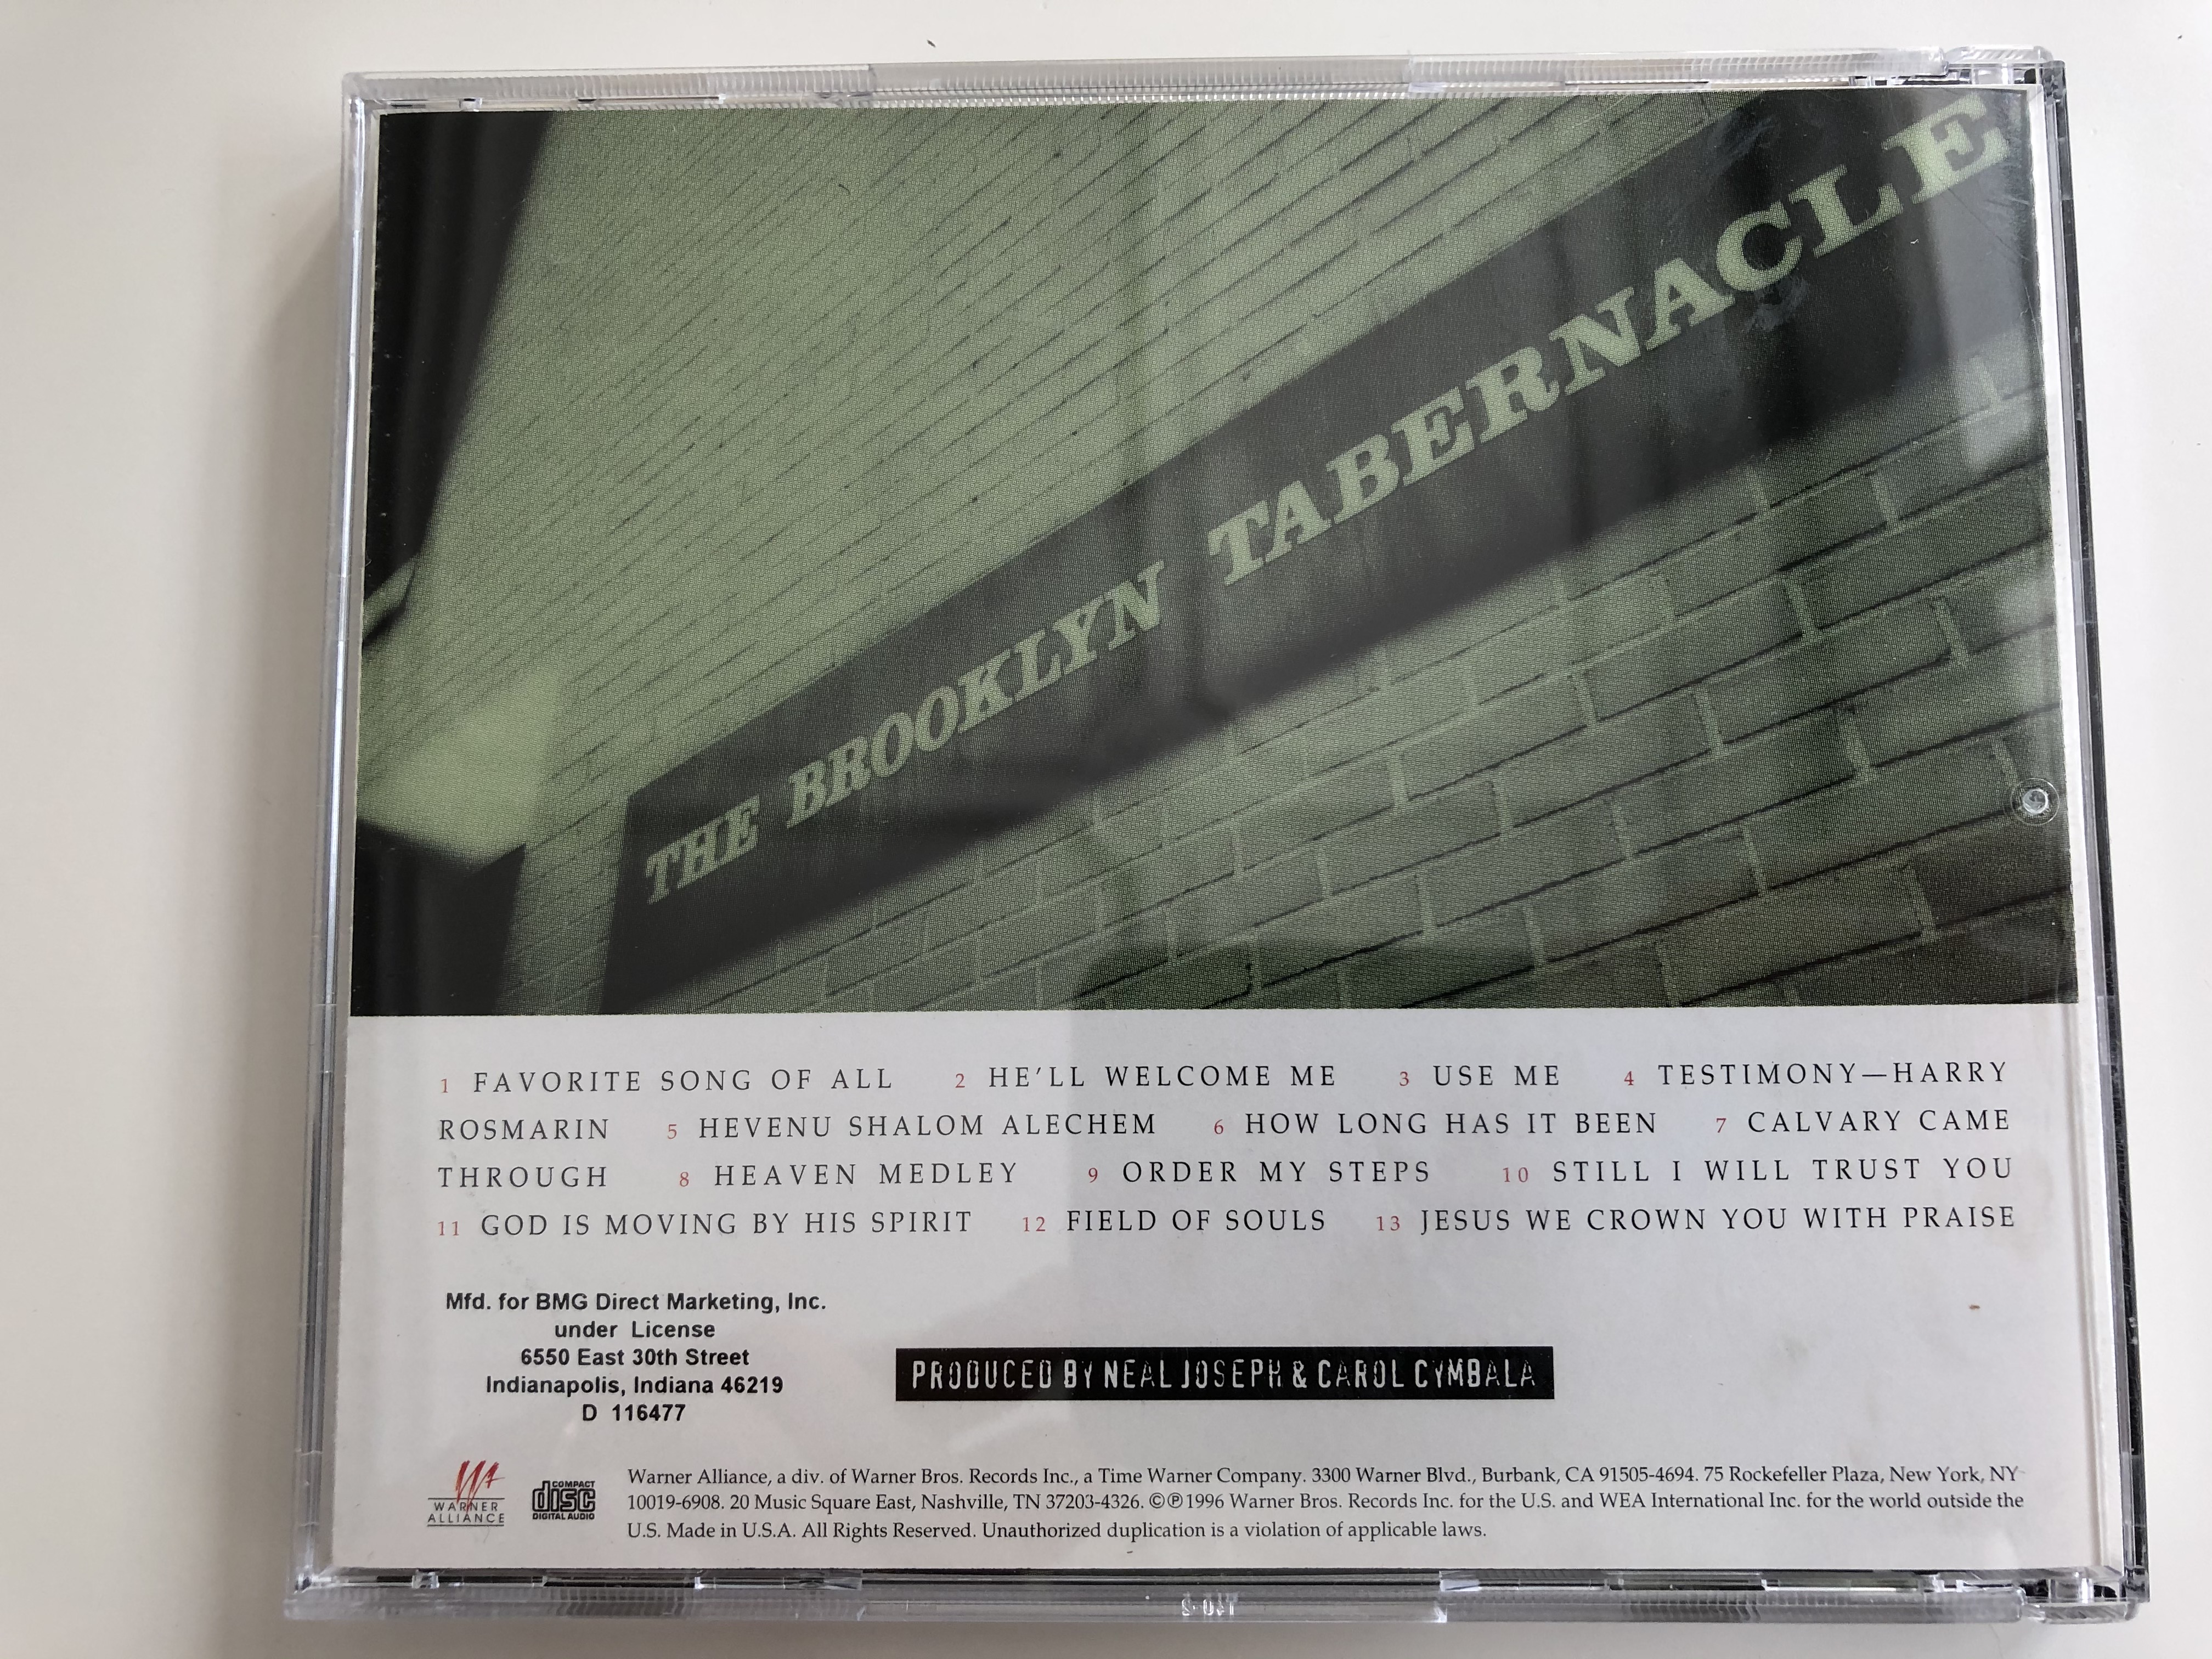 THE BROOKLYN TABERNACLE
1 FAVORITE SONG OF ALL 2 HE'LL WELCOME ME 3 USE ME 4 TESTIMONY—HARRY
ROSMARIN 5 HEVENU SHALOM ALECHEM 6 HOW LONG HAS IT BEEN 7 CALVARY CAME
THROUGH 8 HEAVEN MEDLEY 9 ORDER MY STEPS 10 STILL I WILL TRUST YOU
11 GOD IS MOVING BY HIS SPIRIT 12 FIELD OF SOULS 13 JESUS WE CROWN YOU WITH PRAISE
Mfd. for BMG Direct Marketing, Inc.
under License
6550 East 30th Street
Indianapolis, Indiana 46219
D 116477
PRODUCED BY NEAL JOSEPH & CAROL CYMBALA
WA
WARNER
ALLIANCE
COMPACT
disc
DIGITAL AUDIO
Warner Alliance, a div. of Warner Bros. Records Inc., a Time Warner Company. 3300 Warner Blvd., Burbank, CA 91505-4694. 75 Rockefeller Plaza, New York, NY
10019-6908. 20 Music Square East, Nashville, TN 37203-4326. ©℗1996 Warner Bros. Records Inc. for the U.S. and WEA International Inc. for the world outside the
U.S. Made in U.S.A. All Rights Reserved. Unauthorized duplication is a violation of applicable laws.